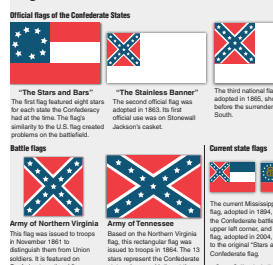 Official flags of the Confederate States
"The Stars and Bars"
The first flag featured eight stars
for each state the Confederacy
had at the time. The flag's
similarity to the U.S. flag created
problems on the battlefield.
"The Stainless Banner"
The second official flag was
adopted in 1863. Its first
official use was on Stonewall
Jackson's casket.
The third national fla
adopted in 1865, sho
before the surrender
South.
Battle flags
Army of Northern Virginia
This flag was issued to troops
in November 1861 to
distinguish them from Union
soldiers. It is featured on
Army of Tennessee
Based on the Northern Virginia
flag, this rectangular flag was
issued to troops in 1864. The 13
stars represent the Confederate
Current state flags
The current Mississipp
flag, adopted in 1894,
the Confederate battle
upper left corner, and
flag, adopted in 2004,
to the original "Stars a
Confederate flag.